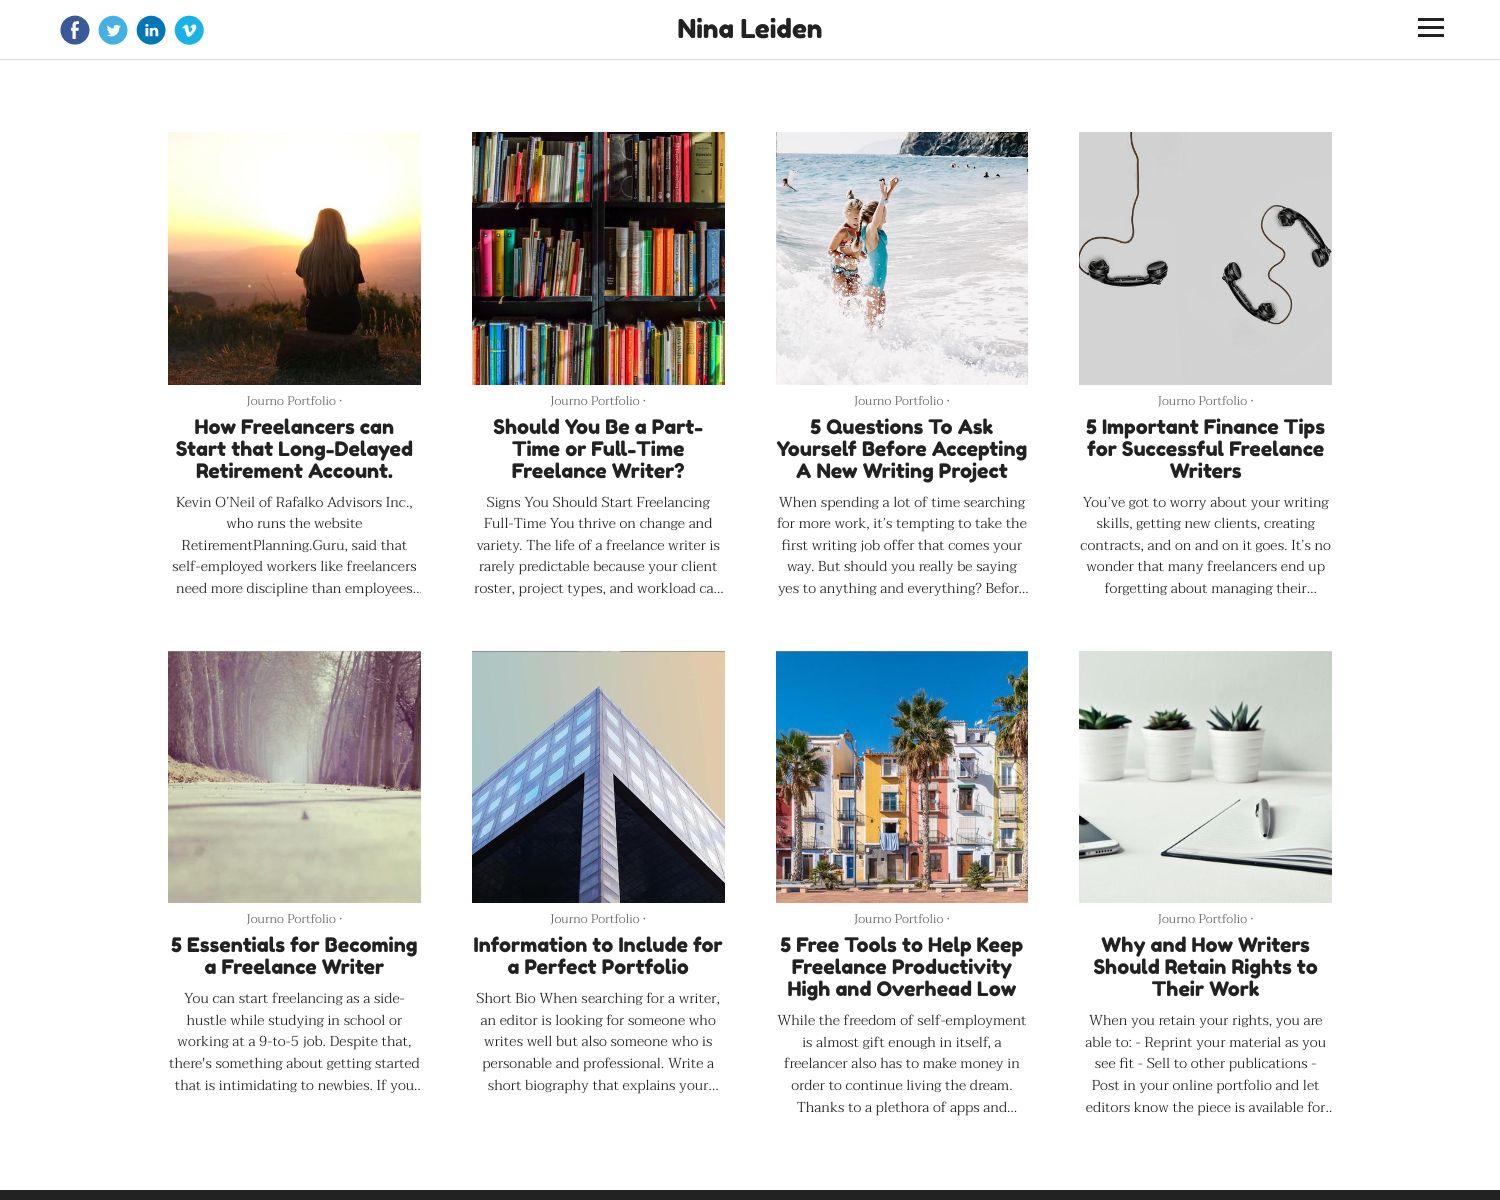 Nina Leiden
Journo Portfolio ·
How Freelancers can
Start that Long-Delayed
Retirement Account.
Kevin O'Neil of Rafalko Advisors Inc.,
who runs the website
RetirementPlanning.Guru, said that
self-employed workers like freelancers
need more discipline than employees...
Journo Portfolio ·
Should You Be a Part-
Time or Full-Time
Freelance Writer?
Signs You Should Start Freelancing
Full-Time You thrive on change and
variety. The life of a freelance writer is
rarely predictable because your client
roster, project types, and workload ca...
Journo Portfolio ·
5 Questions To Ask
Yourself Before Accepting
A New Writing Project
When spending a lot of time searching
for more work, it's tempting to take the
first writing job offer that comes your
way. But should you really be saying
yes to anything and everything? Befor...
Journo Portfolio ·
5 Important Finance Tips
for Successful Freelance
Writers
You've got to worry about your writing
skills, getting new clients, creating
contracts, and on and on it goes. It's no
wonder that many freelancers end up
forgetting about managing their...
Journo Portfolio ·
5 Essentials for Becoming
a Freelance Writer
You can start freelancing as a side-
hustle while studying in school or
working at a 9-to-5 job. Despite that,
there's something about getting started
that is intimidating to newbies. If you..
Journo Portfolio ·
Information to Include for
a Perfect Portfolio
Short Bio When searching for a writer,
an editor is looking for someone who
writes well but also someone who is
personable and professional. Write a
short biography that explains your...
Journo Portfolio ·
5 Free Tools to Help Keep
Freelance Productivity
High and Overhead Low
While the freedom of self-employment
is almost gift enough in itself, a
freelancer also has to make money in
order to continue living the dream.
Thanks to a plethora of apps and...
Journo Portfolio ·
Why and How Writers
Should Retain Rights to
Their Work
When you retain your rights, you are
able to: - Reprint your material as you
see fit - Sell to other publications -
Post in your online portfolio and let
editors know the piece is available for..